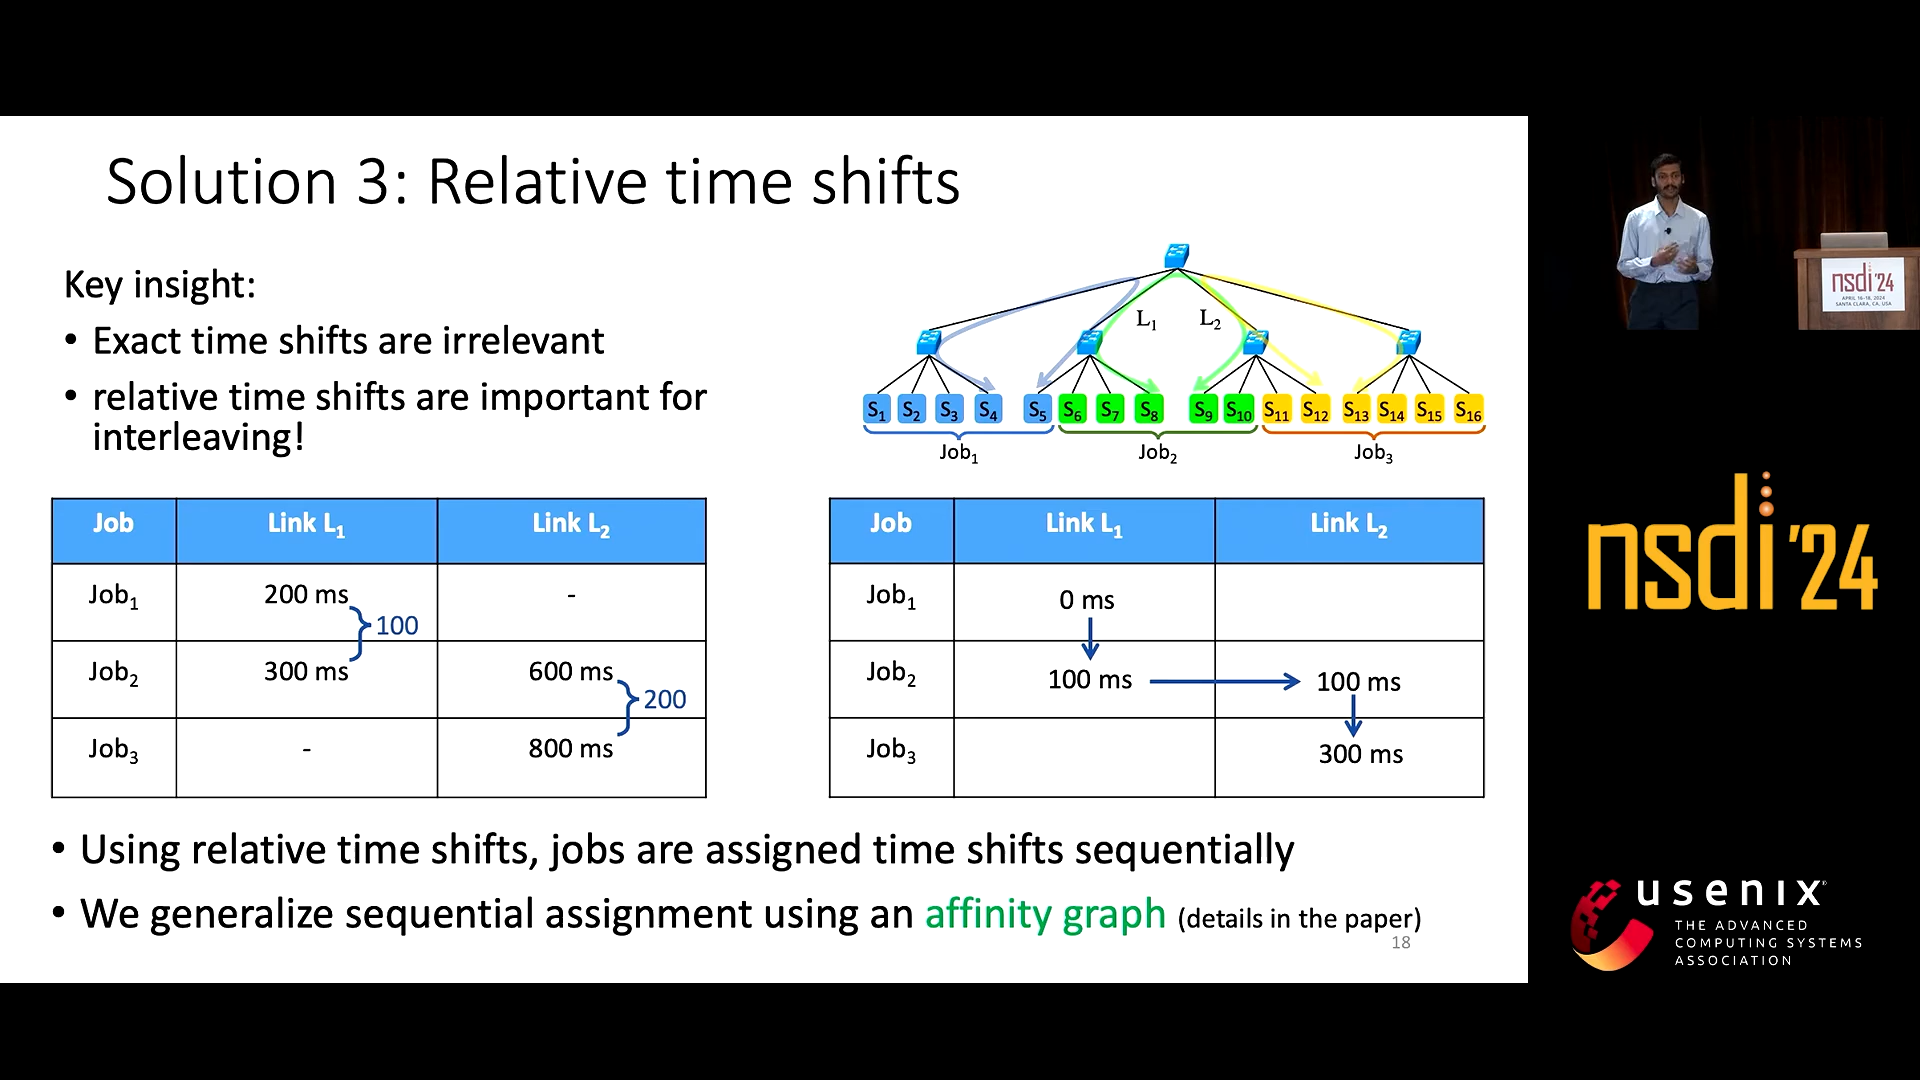 Solution 3: Relative time shifts
Key insight:
• Exact time shifts are irrelevant
• relative time shifts are important for
interleaving!
L1 L2
S1 S2 S3 S4 S5 S6 S7 S8 S9 S10 S11 S12 S13 S14 S15 S16
Job1 Job2 Job3
Job Link L1 Link L2
Job1 200 ms -
100
Job2 300 ms 600 ms
200
Job3 - 800 ms
Job Link L1 Link L2
Job1 0 ms
Job2 100 ms 100 ms
Job3 300 ms
• Using relative time shifts, jobs are assigned time shifts sequentially
• We generalize sequential assignment using an affinity graph (details in the paper)
18
nsdi '24
APRIL 16-18, 2024
SANTA CLARA, CA, USA
nsdi '24
usenix
THE ADVANCED
COMPUTING SYSTEMS
ASSOCIATION